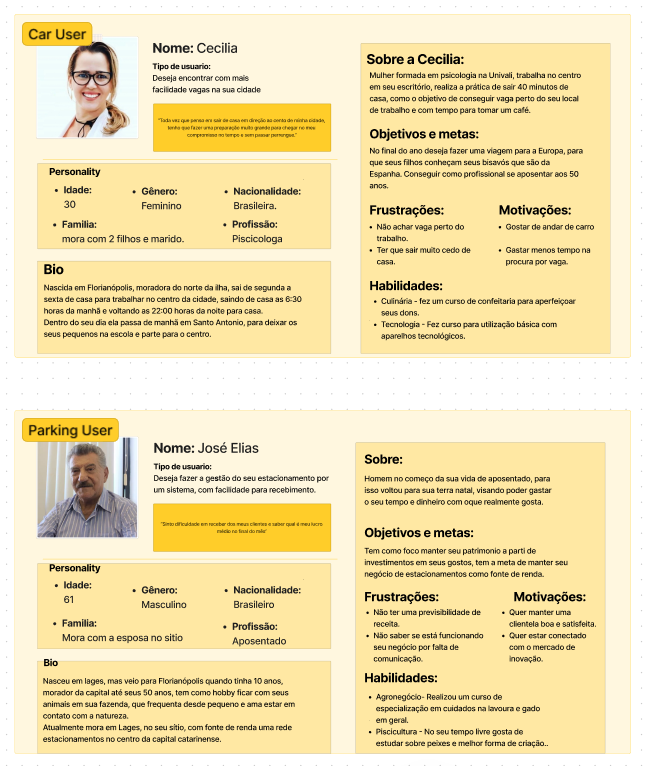 Car User
Nome: Cecilia
Tipo de usuario:
Deseja encontrar com mais
facilidade vagas na sua cidade
"Toda vez que penso em sair de casa em direção ao cento de minha cidade,
tenho que fazer uma preparação muito grande para chegar no meu
compromisso no tempo e sem passar perrengue."
Personality
• Idade:
30
• Gênero:
Feminino
• Nacionalidade:
Brasileira.
• Familia:
mora com 2 filhos e marido.
• Profissão:
Piscicologa
Bio
Nascida em Florianópolis, moradora do norte da ilha, sai de segunda a
sexta de casa para trabalhar no centro da cidade, saindo de casa as 6:30
horas da manhã e voltando as 22:00 horas da noite para casa.
Dentro do seu dia ela passa de manhã em Santo Antonio, para deixar os
seus pequenos na escola e parte para o centro.
Sobre a Cecilia:
Mulher formada em psicologia na Univali, trabalha no centro
em seu escritório, realiza a prática de sair 40 minutos de
casa, como o objetivo de conseguir vaga perto do seu local
de trabalho e com tempo para tomar um café.
Objetivos e metas:
No final do ano deseja fazer uma viagem para a Europa, para
que seus filhos conheçam seus bisavós que são da
Espanha. Conseguir como profissional se aposentar aos 50
anos.
Frustrações:
• Não achar vaga perto do
trabalho.
• Ter que sair muito cedo de
casa.
Motivações:
• Gostar de andar de carro
• Gastar menos tempo na
procura por vaga.
Habilidades:
• Culinária - fez um curso de confeitaria para aperfeiçoar
seus dons.
• Tecnologia - Fez curso para utilização básica com
aparelhos tecnológicos.
Parking User
Nome: José Elias
Tipo de usuario:
Deseja fazer a gestão do seu estacionamento por
um sistema, com facilidade para recebimento.
"Sinto dificuldade em receber dos meus clientes e saber qual é meu lucro
médio no final do mês"
Personality
• Idade:
61
• Gênero:
Masculino
• Nacionalidade:
Brasileiro
• Familia:
Mora com a esposa no sitio
• Profissão:
Aposentado
Bio
Nasceu em lages, mas veio para Florianópolis quando tinha 10 anos,
morador da capital até seus 50 anos, tem como hobby ficar com seus
animais em sua fazenda, que frequenta desde pequeno e ama estar em
contato com a natureza.
Atualmente mora em Lages, no seu sítio, com fonte de renda uma rede
estacionamentos no centro da capital catarinense.
Sobre:
Homem no começo da sua vida de aposentado, para
isso voltou para sua terra natal, visando poder gastar
o seu tempo e dinheiro com oque realmente gosta.
Objetivos e metas:
Tem como foco manter seu patrimonio a parti de
investimentos em seus gostos, tem a meta de manter seu
negócio de estacionamentos como fonte de renda.
Frustrações:
• Não ter uma previsibilidade de
receita.
• Não saber se está funcionando
seu negócio por falta de
comunicação.
Motivações:
• Quer manter uma
clientela boa e satisfeita.
• Quer estar conectado
com o mercado de
inovação.
Habilidades:
• Agronegócio- Realizou um curso de
especialização em cuidados na lavoura e gado
em geral.
• Piscicultura - No seu tempo livre gosta de
estudar sobre peixes e melhor forma de criação..